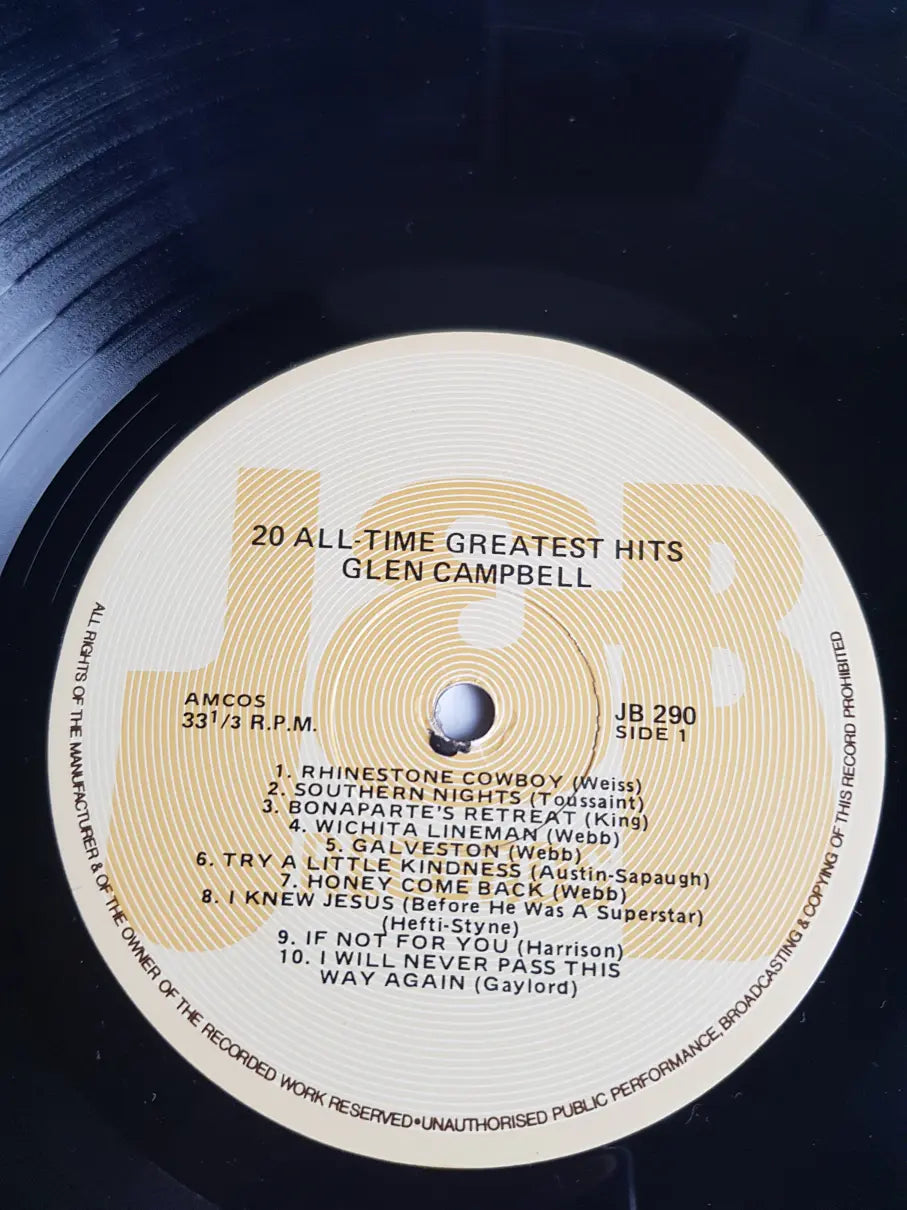 J&B
20 ALL-TIME GREATEST HITS
GLEN CAMPBELL
AMCOS
33 1/3 R.P.M.
JB 290
SIDE 1
1. RHINESTONE COWBOY (Weiss)
2. SOUTHERN NIGHTS (Toussaint)
3. BONAPARTE'S RETREAT (King)
4. WICHITA LINEMAN (Webb)
5. GALVESTON (Webb)
6. TRY A LITTLE KINDNESS (Austin-Sapaugh)
7. HONEY COME BACK (Webb)
8. I KNEW JESUS (Before He Was A Superstar)
(Hefti-Styne)
9. IF NOT FOR YOU (Harrison)
10. I WILL NEVER PASS THIS
WAY AGAIN (Gaylord)
ALL RIGHTS OF THE MANUFACTURER & OF THE OWNER OF THE RECORDED WORK RESERVED•UNAUTHORISED PUBLIC PERFORMANCE, BROADCASTING & COPYING OF THIS RECORD PROHIBITED